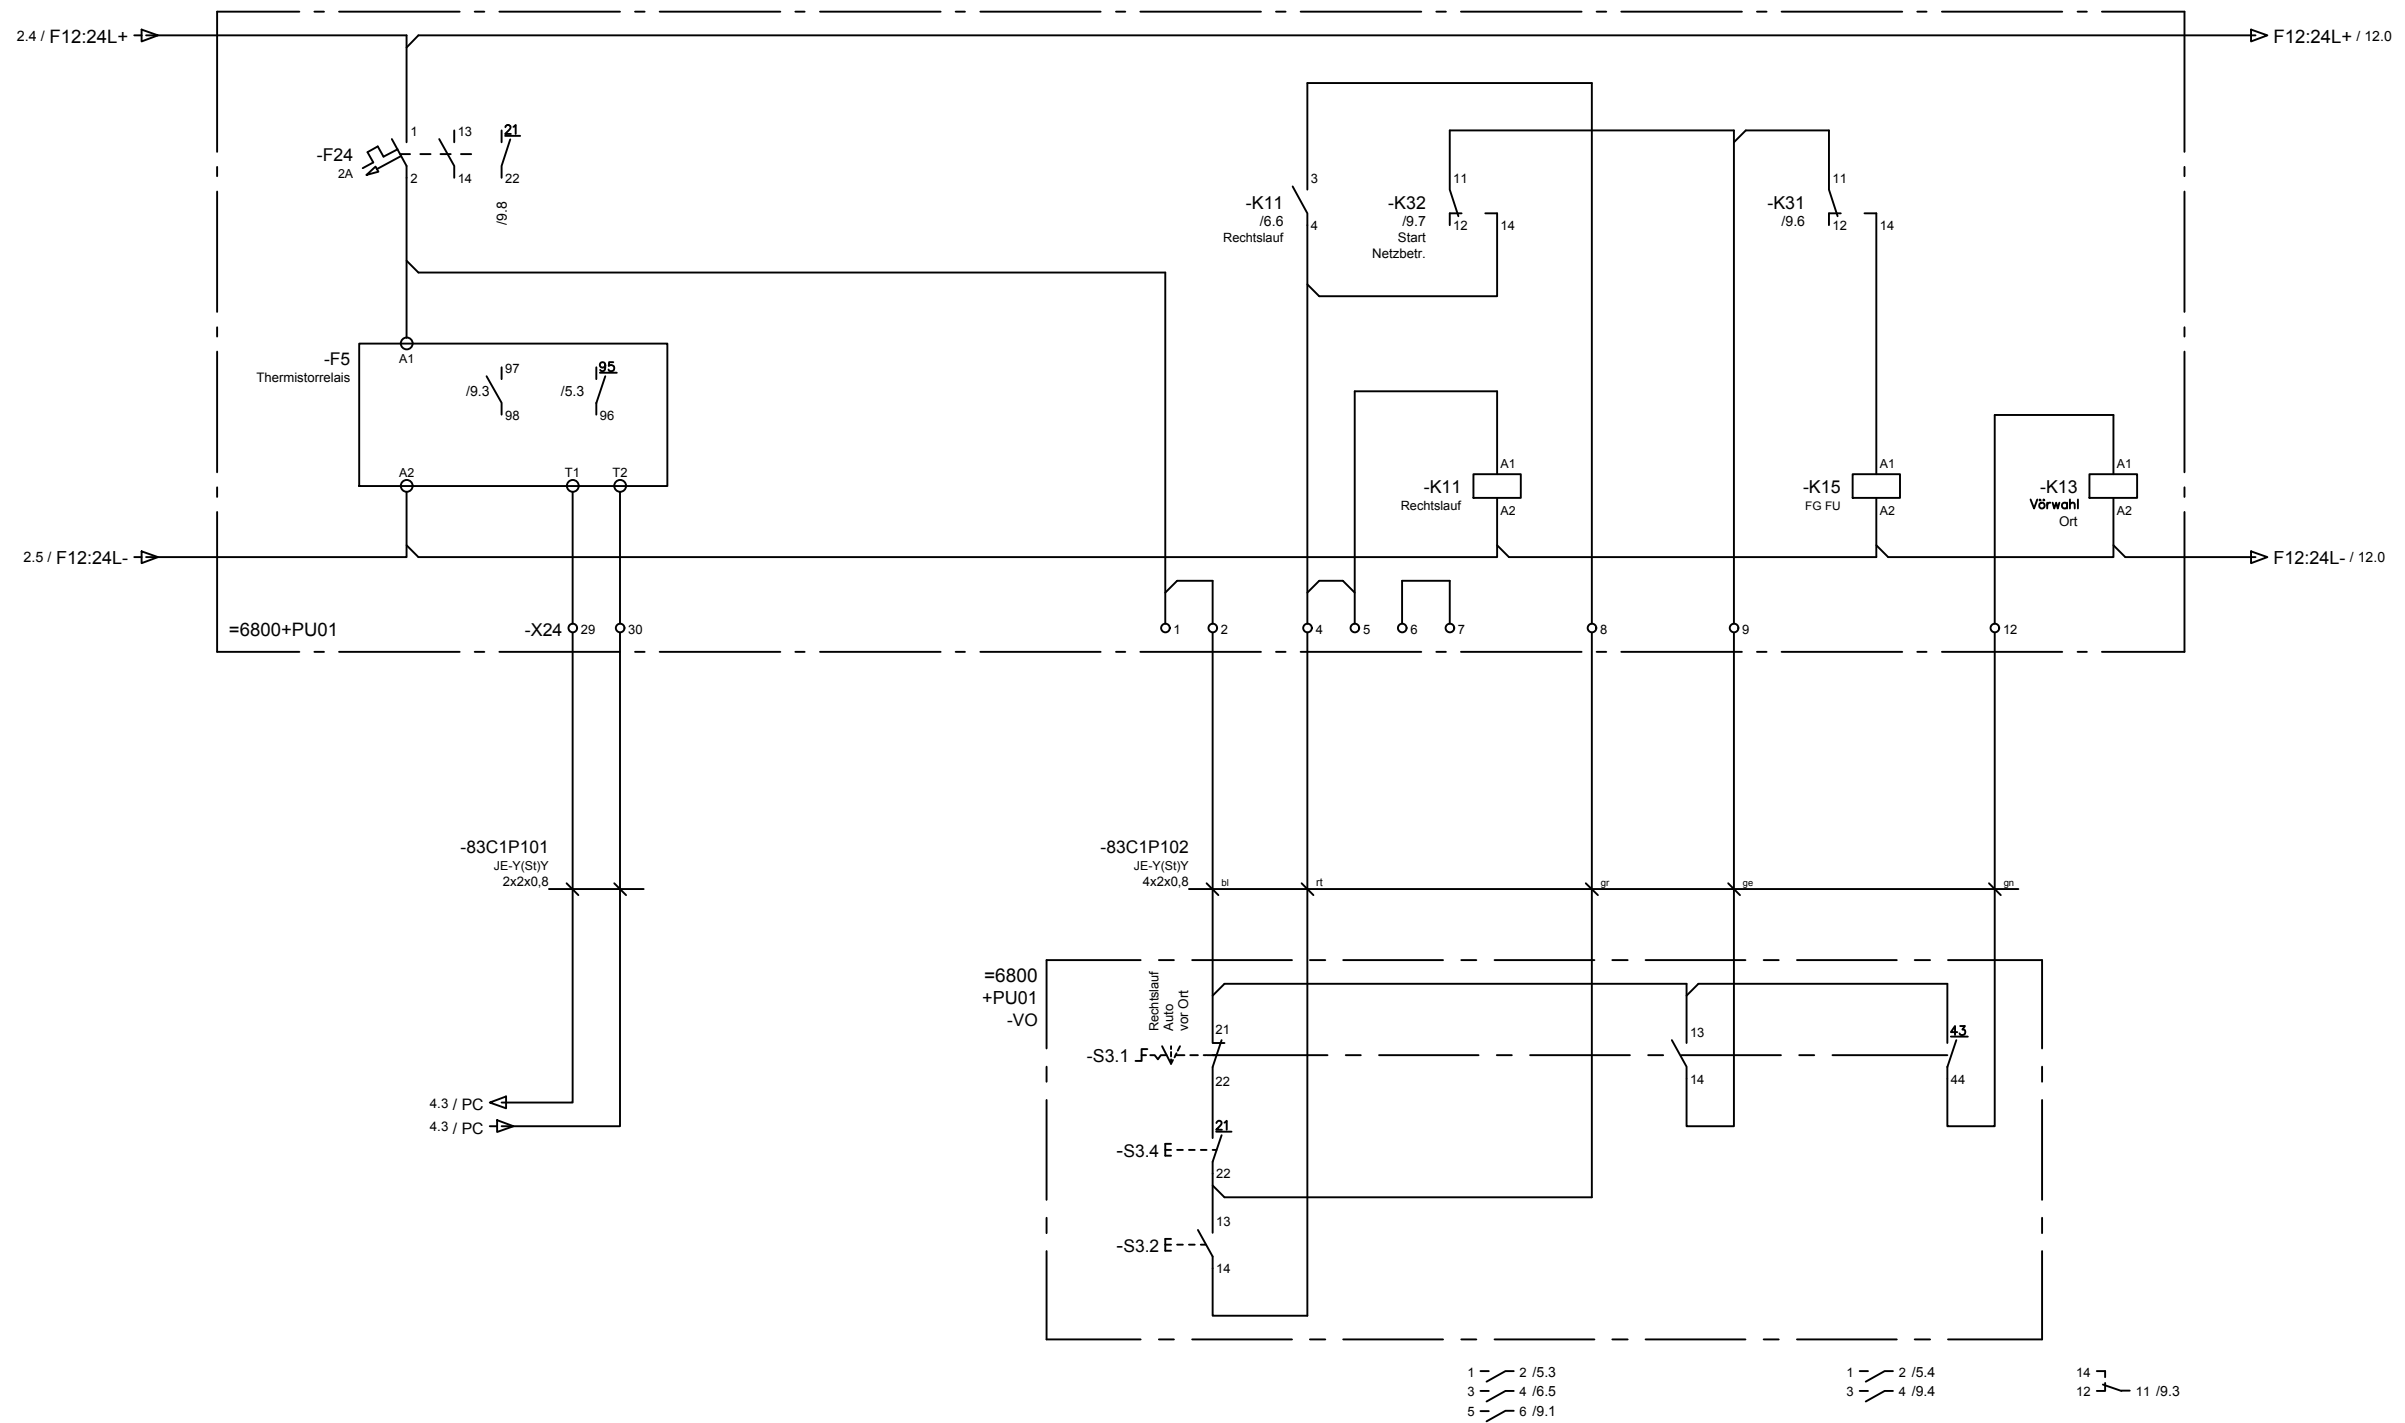 2.4 / F12:24L+
F12:24L+ / 12.0
-F24
2A
1
2
13
14
21
22
/9.8
-K11
/6.6
Rechtslauf
3
4
-K32
/9.7
Start
Netzbetr.
11
12
14
-K31
/9.6
11
12
14
-F5
Thermistorrelais
A1
/9.3
97
98
/5.3
95
96
A2
T1
T2
-K11
Rechtslauf
A1
A2
-K15
FG FU
A1
A2
-K13
Vörwahl
Ort
A1
A2
2.5 / F12:24L-
F12:24L- / 12.0
=6800+PU01
-X24
29
30
1
2
4
5
6
7
8
9
12
-83C1P101
JE-Y(St)Y
2x2x0,8
-83C1P102
JE-Y(St)Y
4x2x0,8
bl
rt
gr
ge
gn
=6800
+PU01
-VO
Rechtslauf
Auto
vor Ort
-S3.1
21
22
13
14
43
44
4.3 / PC
4.3 / PC
-S3.4
21
22
-S3.2
13
14
1 2 /5.3
3 4 /6.5
5 6 /9.1
1 2 /5.4
3 4 /9.4
14
12 11 /9.3